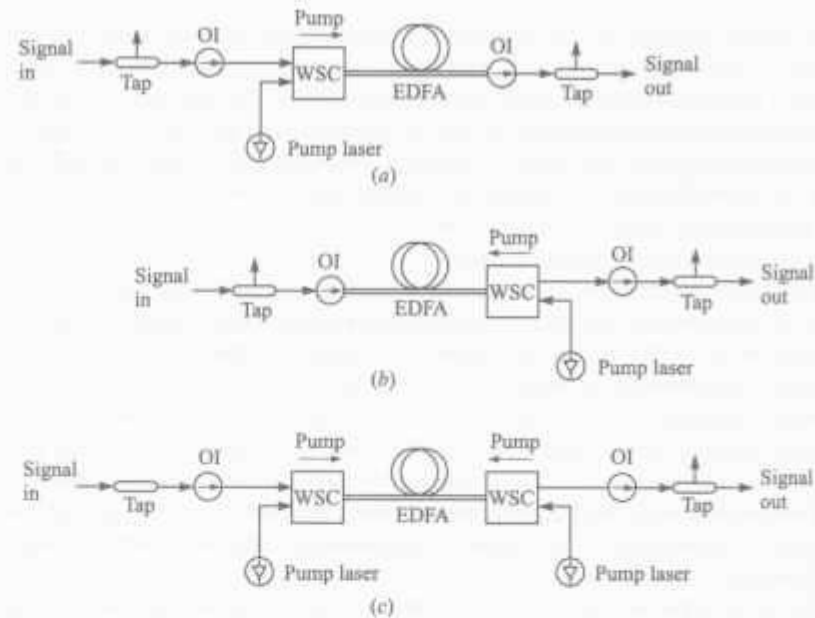 Pump
Signal in
OI
OI
WSC
Tap
EDFA
Tap
Signal out
Pump laser
(a)
Pump
Signal in
OI
OI
Signal out
Tap
EDFA
WSC
Tap
Pump laser
(b)
Pump
Pump
Signal in
OI
OI
Signal out
Tap
WSC
EDFA
WSC
Tap
Pump laser
Pump laser
(c)